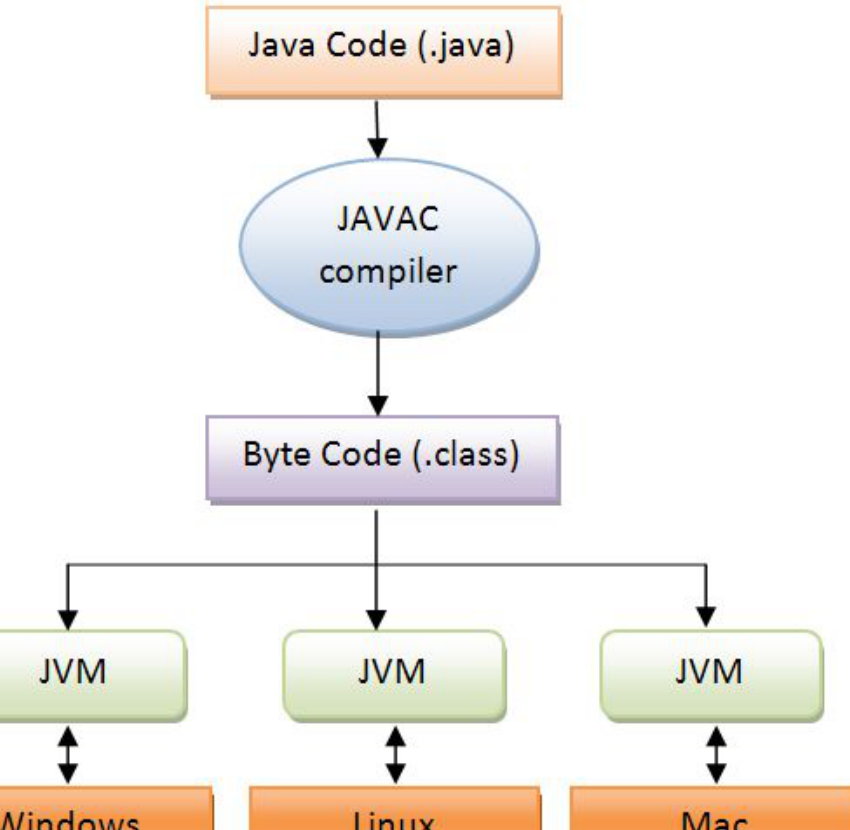 Java Code (.java)
JAVAC
compiler
Byte Code (.class)
JVM
JVM
JVM
Windows
Linux
Mac